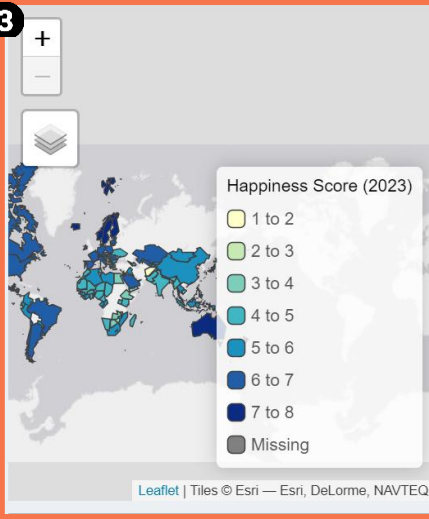 3
+
−
Happiness Score (2023)
1 to 2
2 to 3
3 to 4
4 to 5
5 to 6
6 to 7
7 to 8
Missing
Leaflet | Tiles © Esri — Esri, DeLorme, NAVTEQ